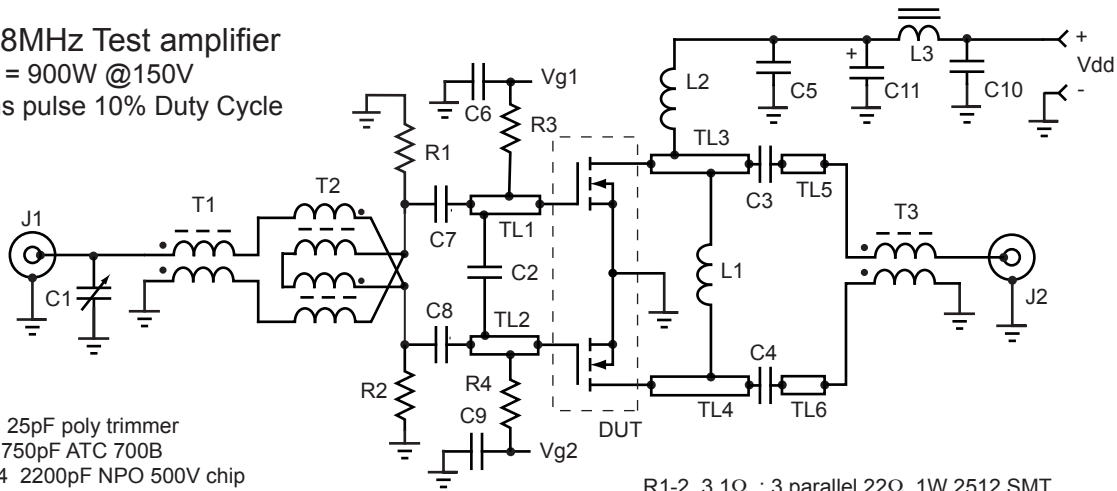 8MHz Test amplifier
= 900W @150V
s pulse 10% Duty Cycle
Vg1
C6
R3
R1
L2
C5
+
C11
L3
C10
+
Vdd
-
TL3
C3
TL5
J1
T1
T2
C7
TL1
T3
C1
C2
L1
J2
C8
TL2
R2
R4
C9
Vg2
DUT
TL4
C4
TL6
25pF poly trimmer
750pF ATC 700B
4 2200pF NPO 500V chip
R1-2 3.1Ω : 3 parallel 22Ω 1W 2512 SMT